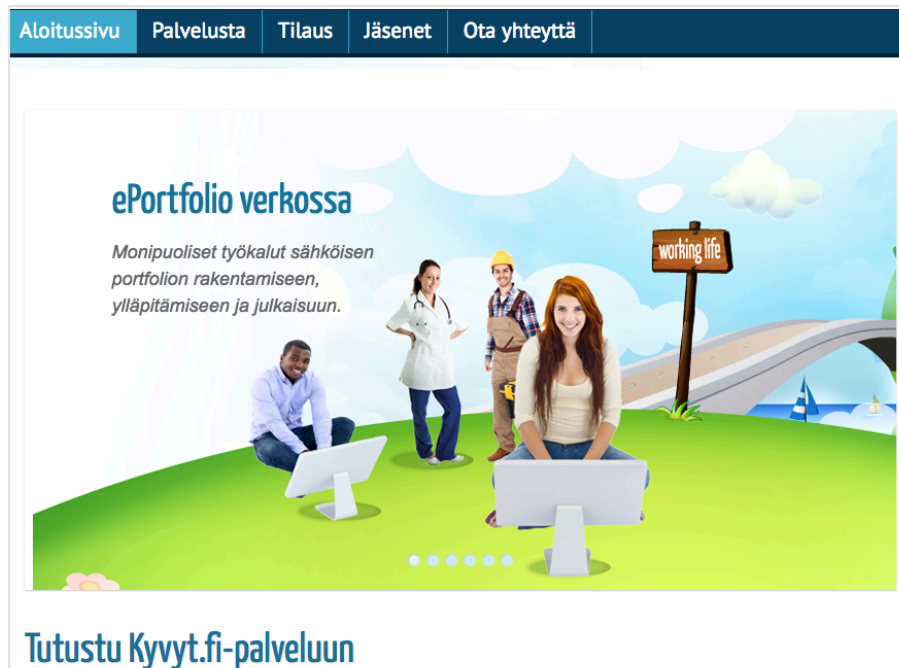 Aloitussivu Palvelusta Tilaus Jäsenet Ota yhteyttä
ePortfolio verkossa
Monipuoliset työkalut sähköisen
portfolion rakentamiseen,
ylläpitämiseen ja julkaisuun.
working life
Tutustu Kyvyt.fi-palveluun